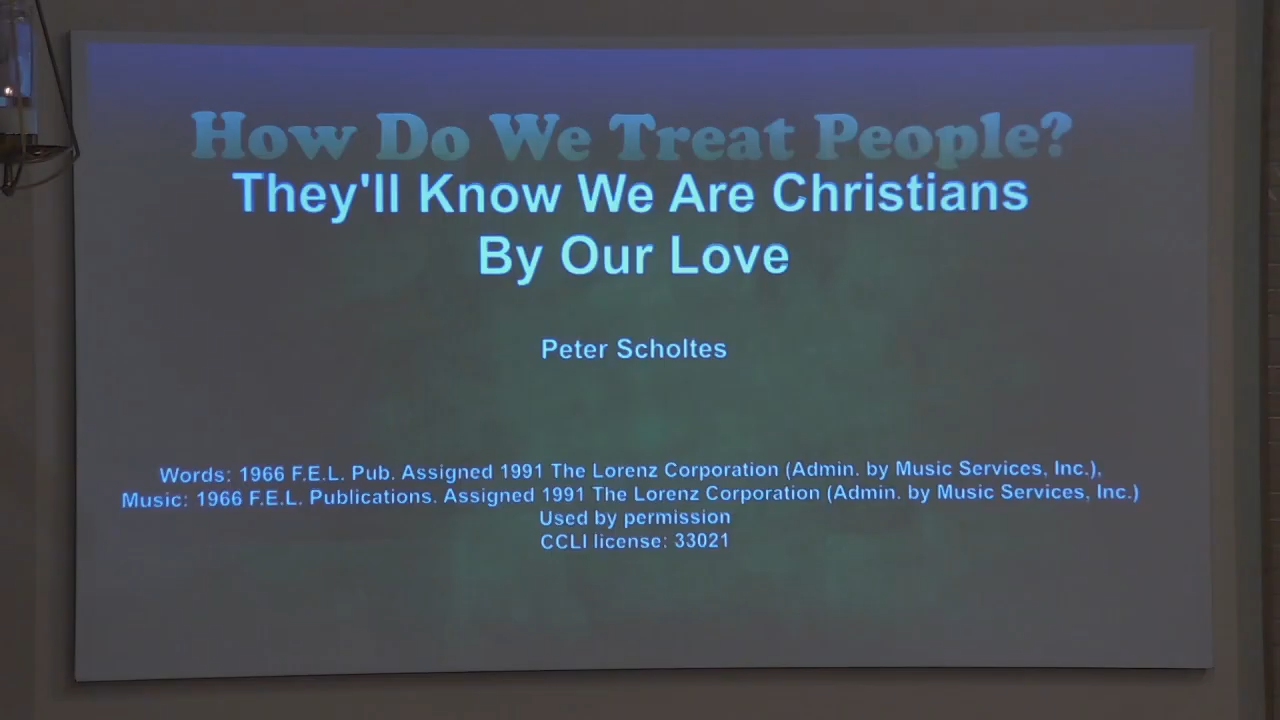 How Do We Treat People?
They'll Know We Are Christians
By Our Love
Peter Scholtes
Words: 1966 F.E.L. Pub. Assigned 1991 The Lorenz Corporation (Admin. by Music Services, Inc.),
Music: 1966 F.E.L. Publications. Assigned 1991 The Lorenz Corporation (Admin. by Music Services, Inc.)
Used by permission
CCLI license: 33021